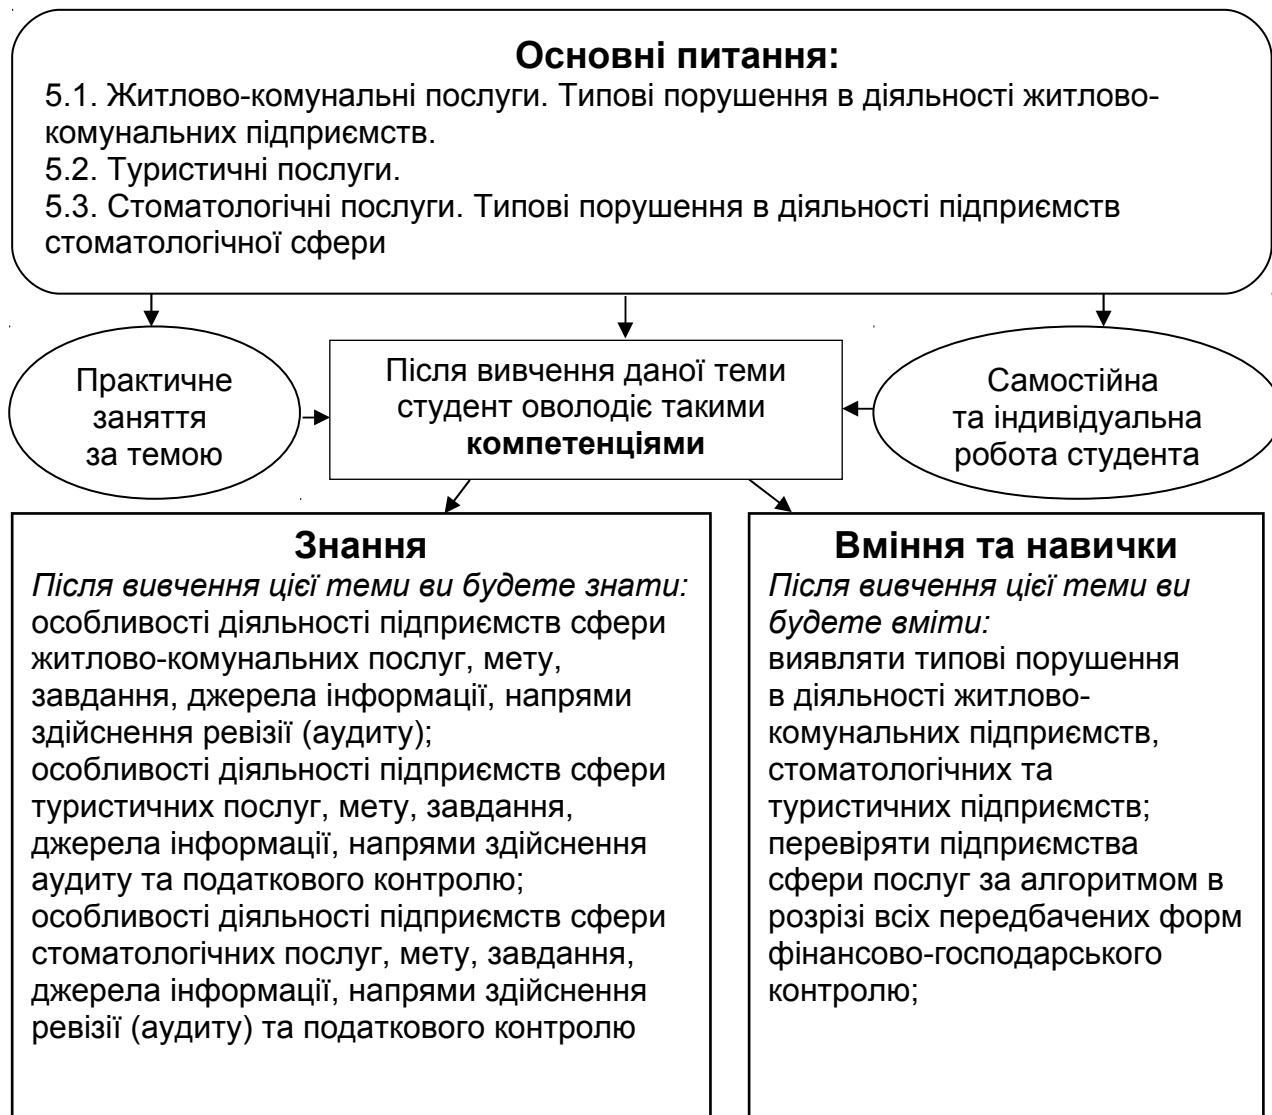 Основні питання:
5.1. Житлово-комунальні послуги. Типові порушення в діяльності житлово-
комунальних підприємств.
5.2. Туристичні послуги.
5.3. Стоматологічні послуги. Типові порушення в діяльності підприємств
стоматологічної сфери
Практичне
заняття
за темою
Після вивчення даної теми
студент оволодіє такими
компетенціями
Самостійна
та індивідуальна
робота студента
Знання
Після вивчення цієї теми ви будете знати:
особливості діяльності підприємств сфери
житлово-комунальних послуг, мету,
завдання, джерела інформації, напрями
здійснення ревізії (аудиту);
особливості діяльності підприємств сфери
туристичних послуг, мету, завдання,
джерела інформації, напрями здійснення
аудиту та податкового контролю;
особливості діяльності підприємств сфери
стоматологічних послуг, мету, завдання,
джерела інформації, напрями здійснення
ревізії (аудиту) та податкового контролю
Вміння та навички
Після вивчення цієї теми ви
будете вміти:
виявляти типові порушення
в діяльності житлово-
комунальних підприємств,
стоматологічних та
туристичних підприємств;
перевіряти підприємства
сфери послуг за алгоритмом в
розрізі всіх передбачених форм
фінансово-господарського
контролю;